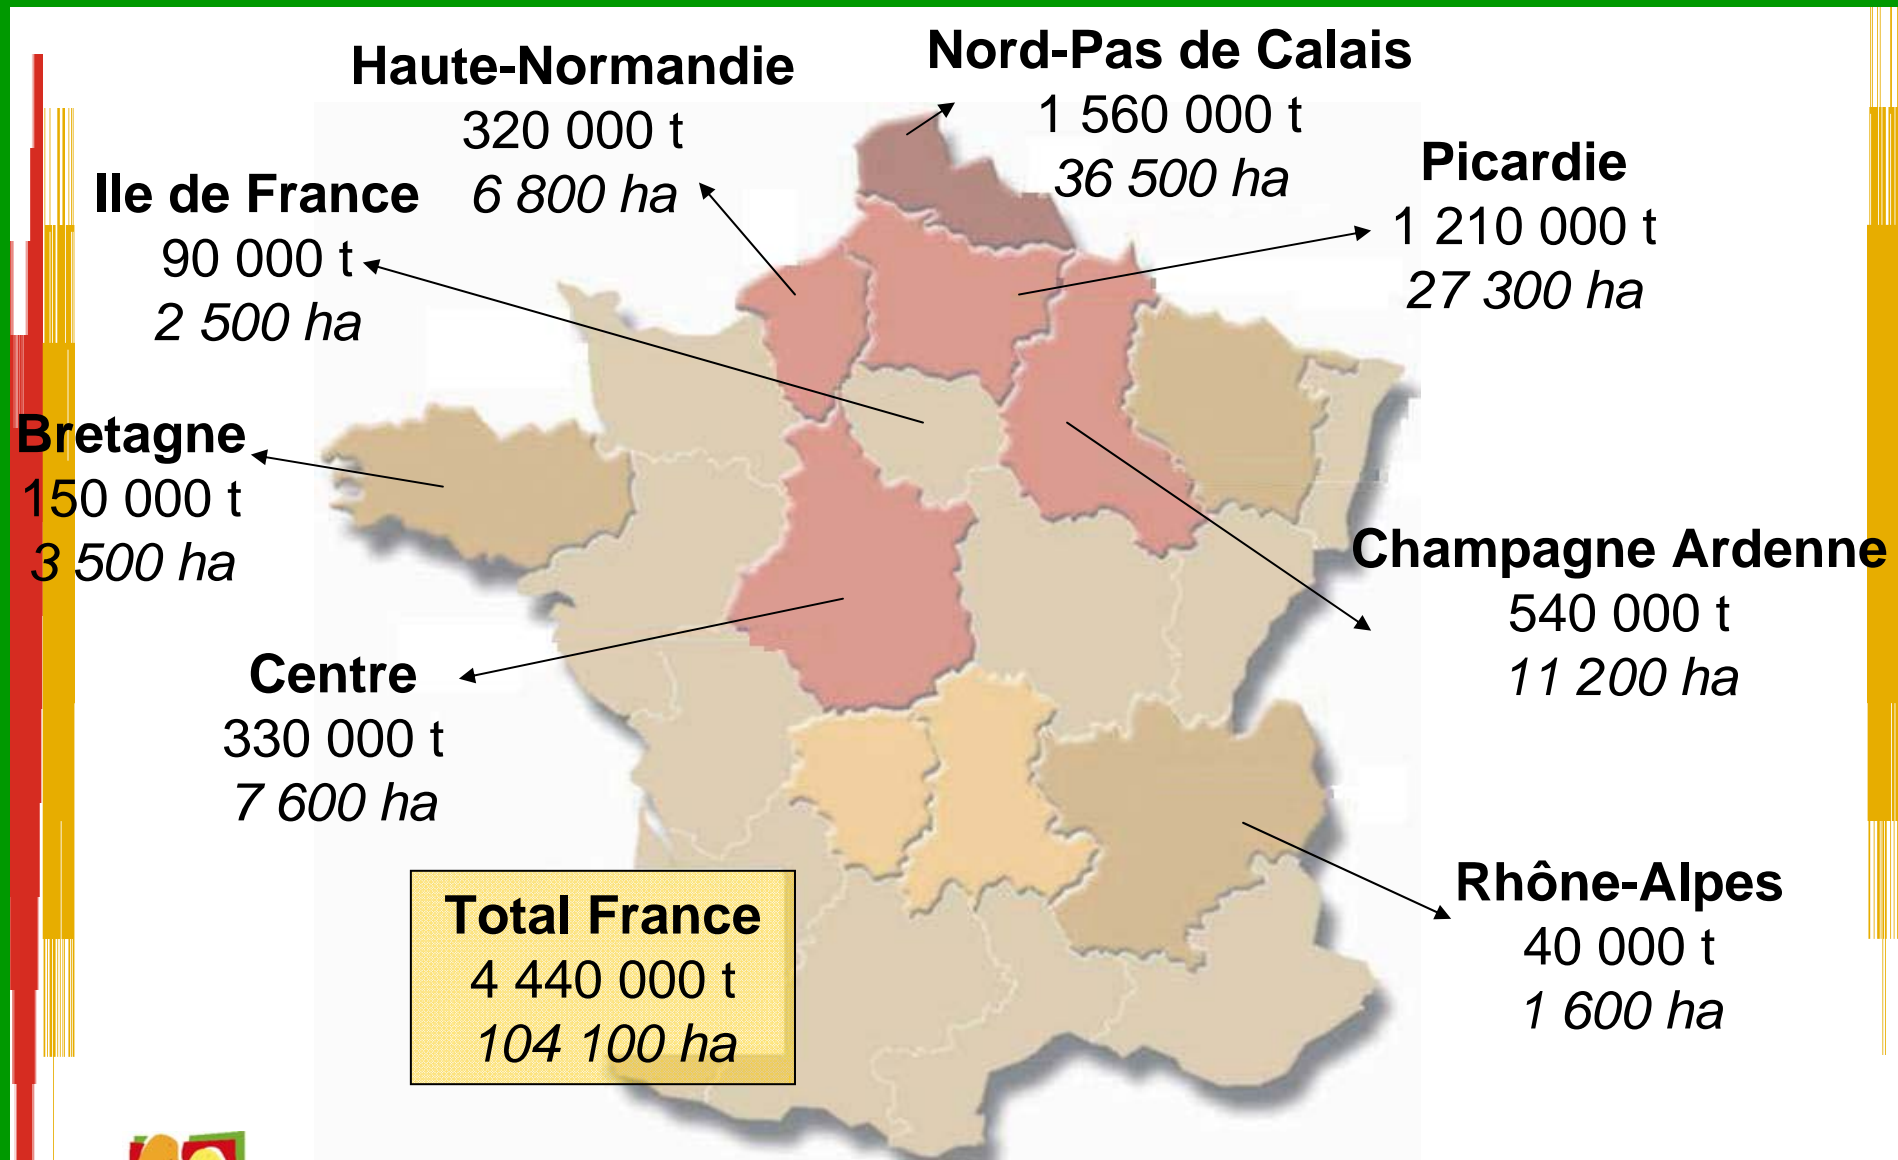 Haute-Normandie
320 000 t
6 800 ha
Nord-Pas de Calais
1 560 000 t
36 500 ha
Picardie
1 210 000 t
27 300 ha
Ile de France
90 000 t
2 500 ha
Bretagne
150 000 t
3 500 ha
Champagne Ardenne
540 000 t
11 200 ha
Centre
330 000 t
7 600 ha
Rhône-Alpes
40 000 t
1 600 ha
Total France
4 440 000 t
104 100 ha